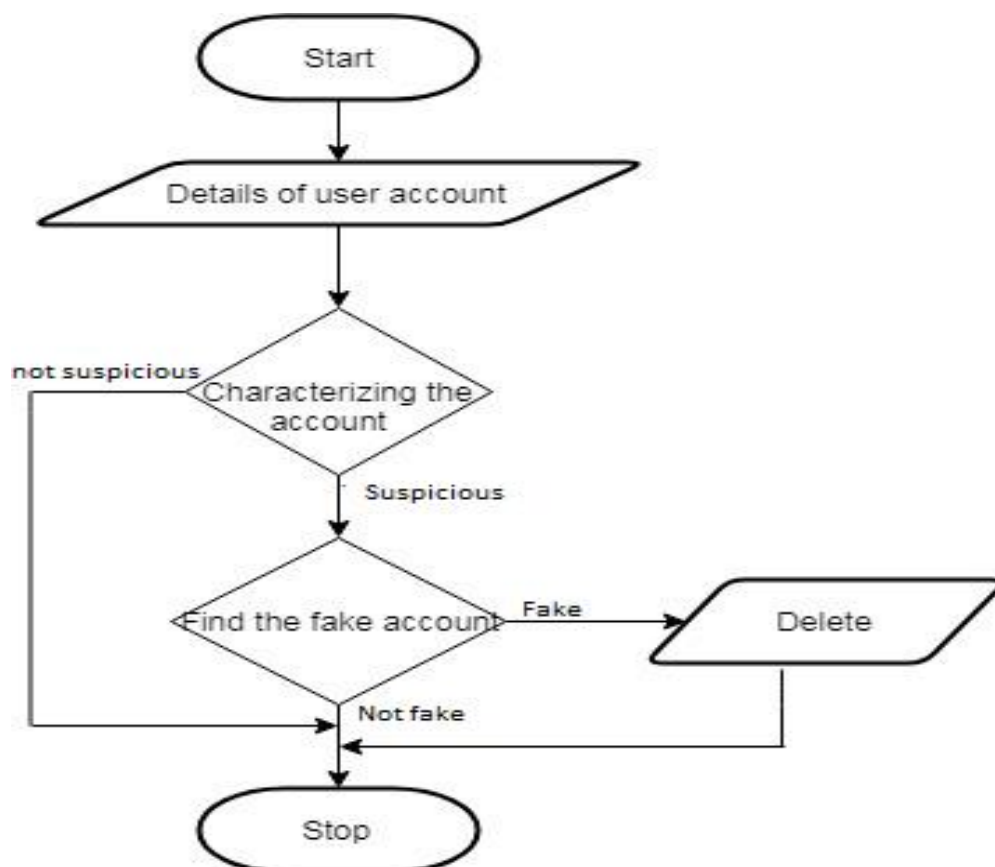 Start
Details of user account
not suspicious
Characterizing the
account
Suspicious
Find the fake account
Fake
Delete
Not fake
Stop